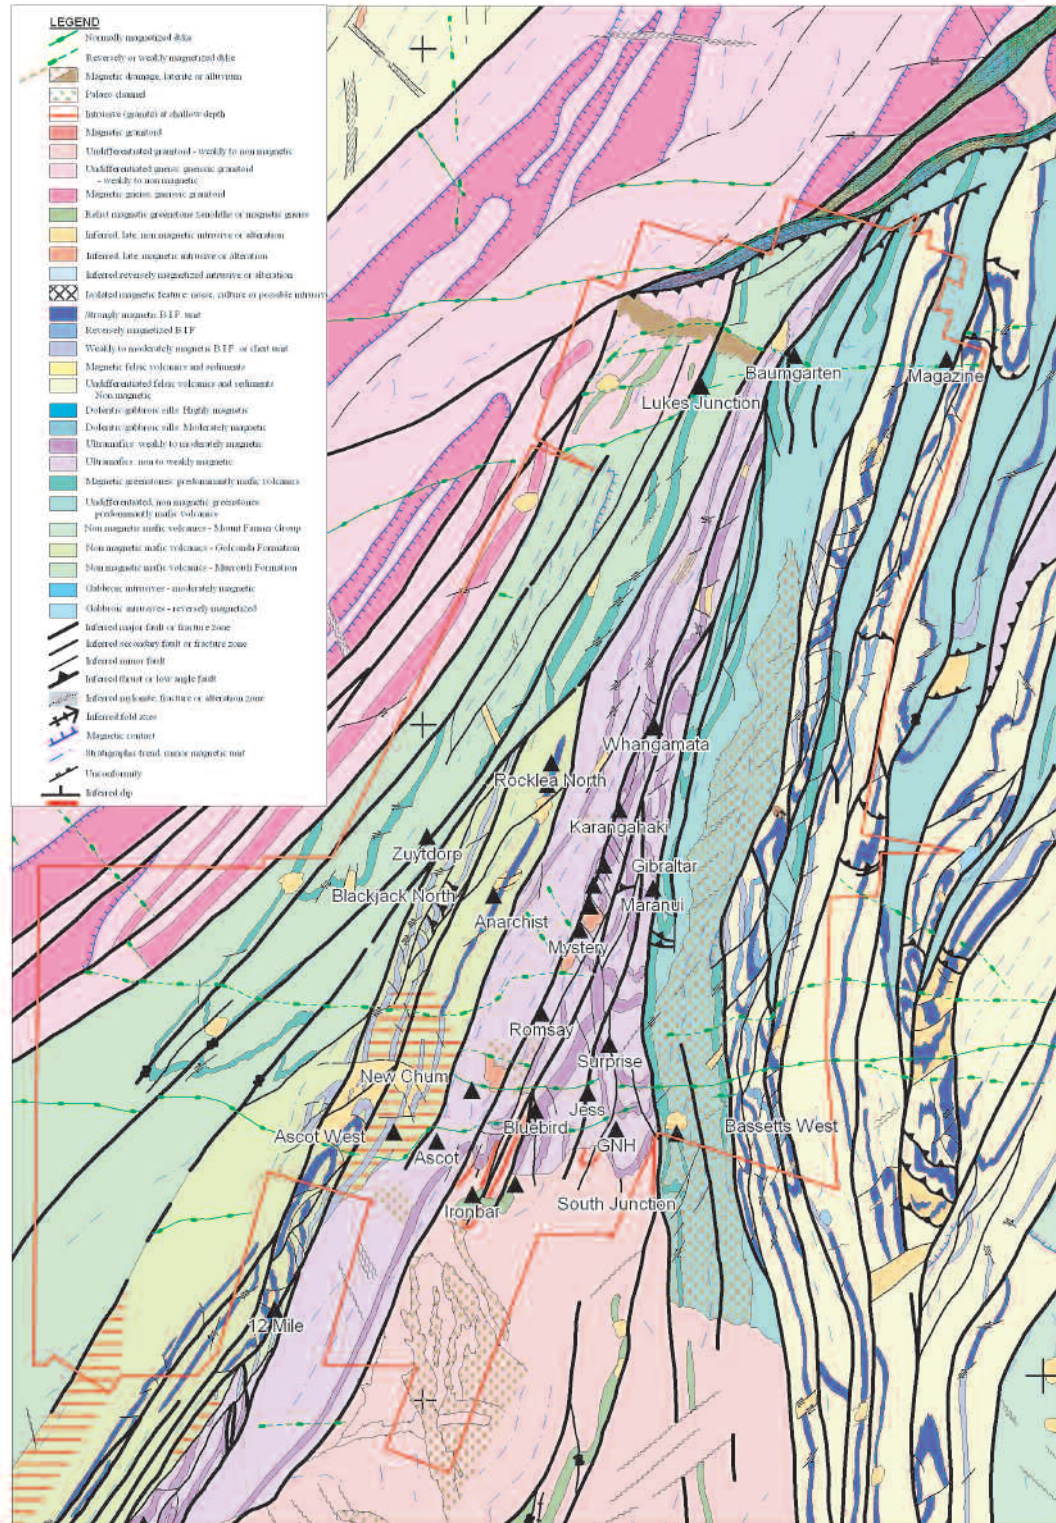 LEGEND
Normally magnetized dyke
Reversely or weakly magnetized dyke
Magnetic drainage, laterite or alluvium
Palaeo channel
Intrusive (granite) at shallow depth
Magnetic granitoid
Undifferentiated granitoid - weakly to non magnetic
Undifferentiated gneiss, gneissic granitoid
- weakly to non magnetic
Magnetic gneiss, gneissic granitoid
Relict magnetic greenstone xenoliths or magnetic gneiss
Inferred, late, non magnetic intrusive or alteration
Inferred, late, magnetic intrusive or alteration
Inferred reversely magnetized intrusive or alteration
Isolated magnetic feature: noise, culture or possible intrusive
Strongly magnetic B.I.F. unit
Reversely magnetized B.I.F
Weakly to moderately magnetic B.I.F. or chert unit
Magnetic felsic volcanics and sediments
Undifferentiated felsic volcanics and sediments
Non magnetic
Doleritic/gabbroic sills: Highly magnetic
Doleritic/gabbroic sills: Moderately magnetic
Ultramafics: weakly to moderately magnetic
Ultramafics: non to weakly magnetic
Magnetic greenstones: predominantly mafic volcanics
Undifferentiated, non magnetic greenstones
predominantly mafic volcanics
Non magnetic mafic volcanics - Mount Farmer Group
Non magnetic mafic volcanics - Golconda Formation
Non magnetic mafic volcanics - Murrouli Formation
Gabbroic intrusives - moderately magnetic
Gabbroic intrusives - reversely magnetized
Inferred major fault or fracture zone
Inferred secondary fault or fracture zone
Inferred minor fault
Inferred thrust or low angle fault
Inferred mylonite, fracture or alteration zone
Inferred fold axes
Magnetic contact
Stratigraphic trend, minor magnetic unit
Unconformity
Inferred dip
Baumgarten
Magazine
Lukes Junction
Whangamata
Rocklea North
Karangahaki
Zuytdorp
Gibraltar
Blackjack North
Maranui
Anarchist
Mystery
Romsay
Surprise
New Chum
Jess
Bluebird
Bassetts West
Ascot West
GNH
Ascot
South Junction
Ironbar
12 Mile